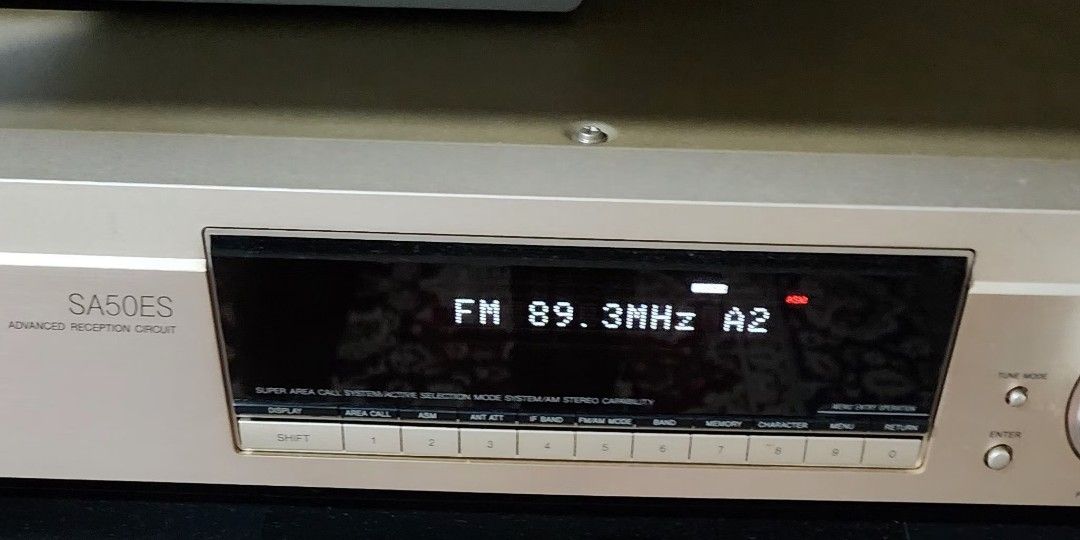 FM 89.3MHz A2
ASM
SA50ES
ADVANCED RECEPTION CIRCUIT
SUPER AREA CALL SYSTEM/ACTIVE SELECTION MODE SYSTEM/AM STEREO CAPABILITY
MENU ENTRY OPERATION
DISPLAY AREA CALL ASM ANT ATT IF BAND FM/AM MODE BAND MEMORY CHARACTER MENU RETURN
SHIFT 1 2 3 4 5 6 7 8 9 0
TUNE MODE
ENTER